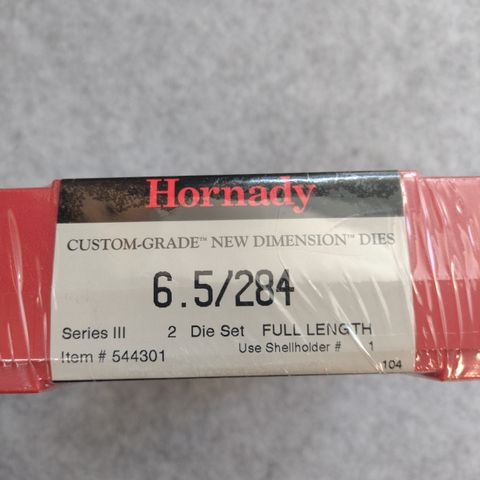 Hornady
CUSTOM-GRADE™ NEW DIMENSION™ DIES
6.5/284
Series III 2 Die Set FULL LENGTH
Item # 544301 Use Shellholder # 1
104